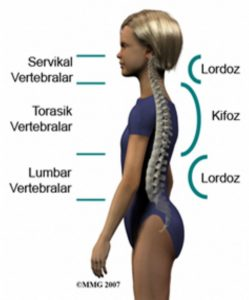 Servikal
Vertebralar
Lordoz
Torasik
Vertebralar
Kifoz
Lumbar
Vertebralar
Lordoz
©MMG 2007